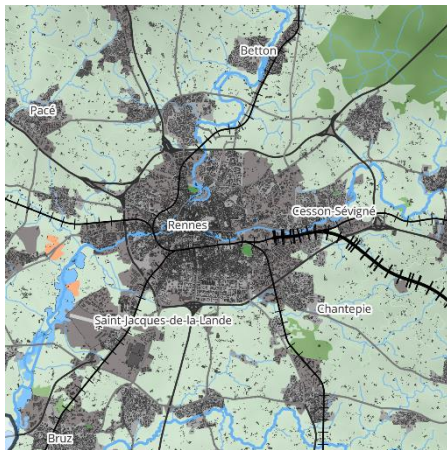 Betton
Pacé
Cesson-Sévigné
Rennes
Chantepie
Saint-Jacques-de-la-Lande
Bruz